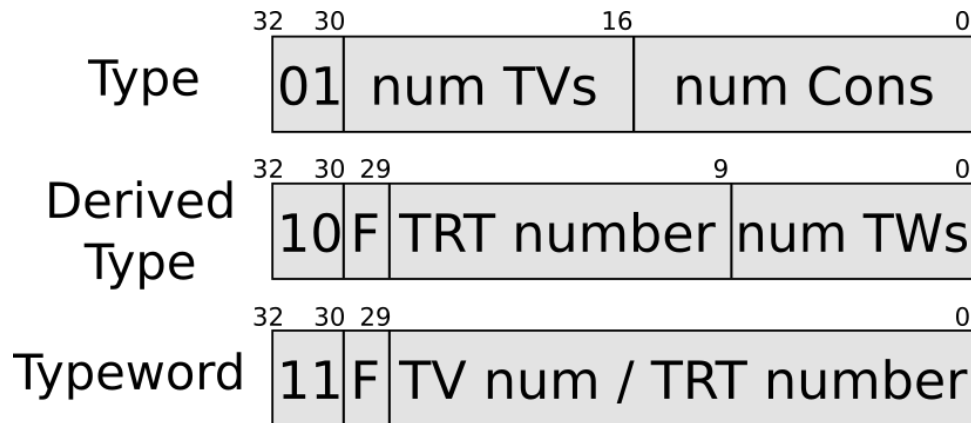 32 30 16 0
Type 01 num TVs num Cons
32 30 29 9 0
Derived
Type 10 F TRT number num TWs
32 30 29 0
Typeword 11 F TV num / TRT number